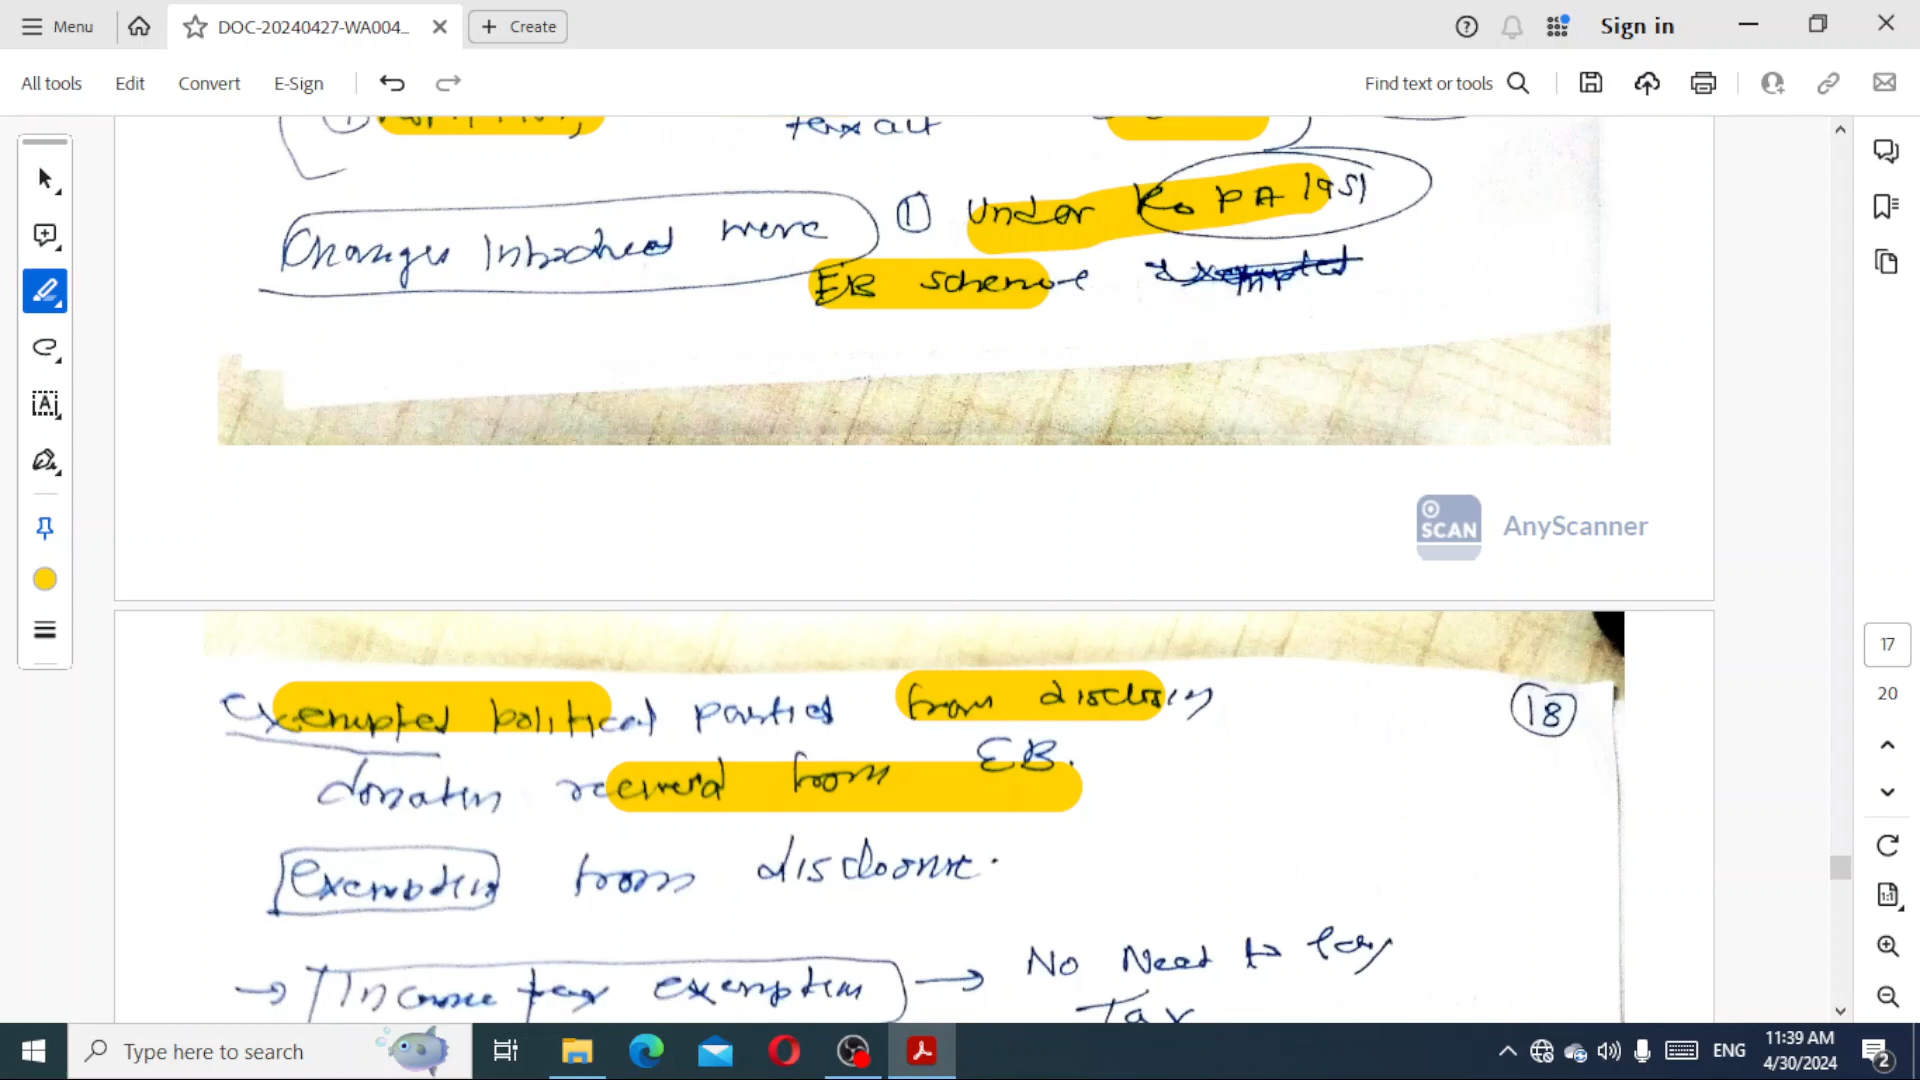 Menu DOC-20240427-WA004... Create Sign in
All tools Edit Convert E-Sign Find text or tools
tax act
Changes Introduced were ① Under RoPA 1951
EB scheme
SCAN AnyScanner
exempted political parties from disclosing 18
donation received from EB.
Exemption from disclosure.
→ Income tax exemption → No Need to Pay
Tax
17
20
Type here to search ENG 11:39 AM
4/30/2024 2